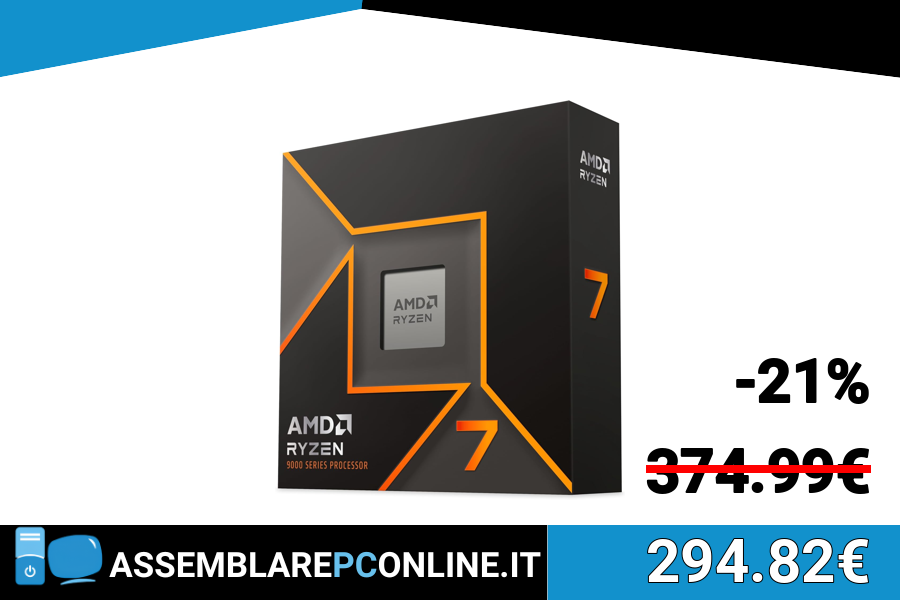 AMD
RYZEN
7
AMD
RYZEN
AMD
RYZEN
9000 SERIES PROCESSOR
7
-21%
374.99€
ASSEMBLAREPCONLINE.IT
294.82€